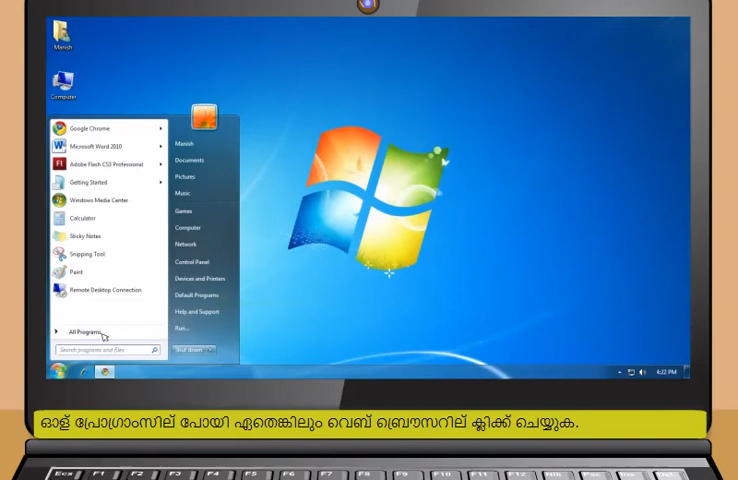 Manish
Computer
Google Chrome
Microsoft Word 2010
Adobe Flash CS3 Professional
Getting Started
Windows Media Center
Calculator
Sticky Notes
Snipping Tool
Paint
Remote Desktop Connection
All Programs
Search programs and files
Manish
Documents
Pictures
Music
Games
Computer
Network
Control Panel
Devices and Printers
Default Programs
Help and Support
Run...
Shut down
4:22 PM
ഓള് പ്രോഗ്രാംസില് പോയി ഏതെങ്കിലും വെബ് ബ്രൌസറില് ക്ലിക്ക് ചെയ്യുക.
Esc F1 F2 F3 F4 F5 F6 F7 F8 F9 F10 F11 F12